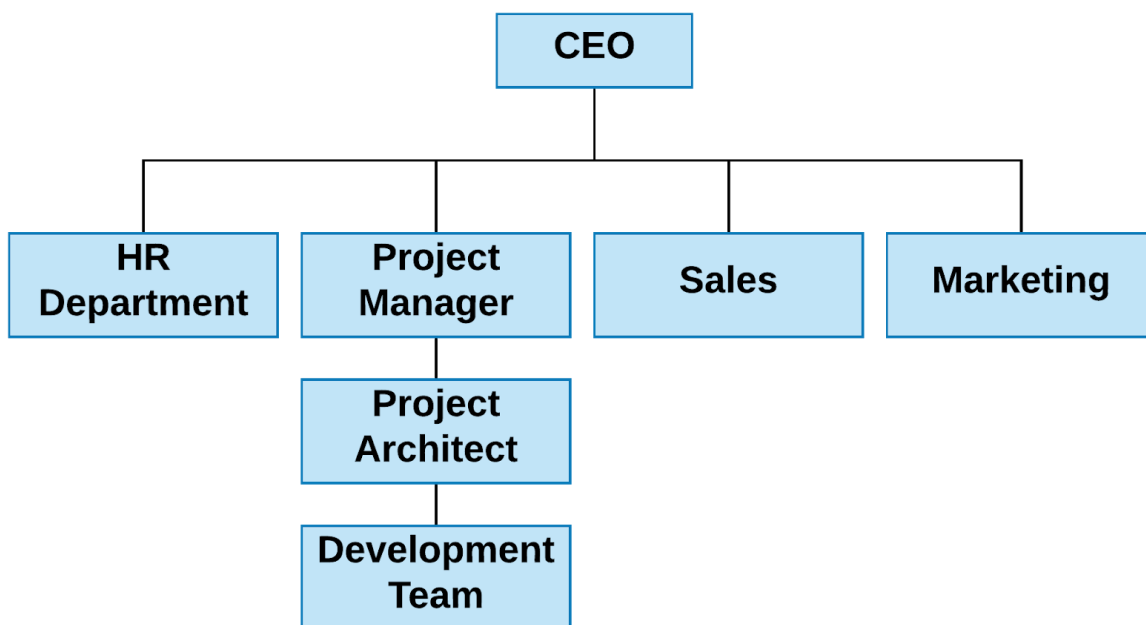 CEO
HR
Department
Project
Manager
Sales
Marketing
Project
Architect
Development
Team